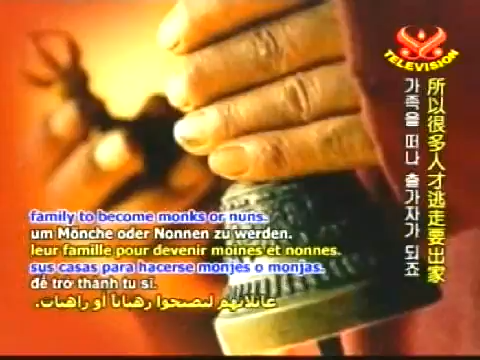 TELEVISION
所以很多人才逃走要出家
가족을 떠나 출가자가 되죠
family to become monks or nuns.
um Mönche oder Nonnen zu werden.
leur famille pour devenir moines et nonnes.
sus casas para hacerse monjes o monjas.
để trở thành tu sĩ.
عائلاتهم ليصبحوا رهباناً أو راهبات.